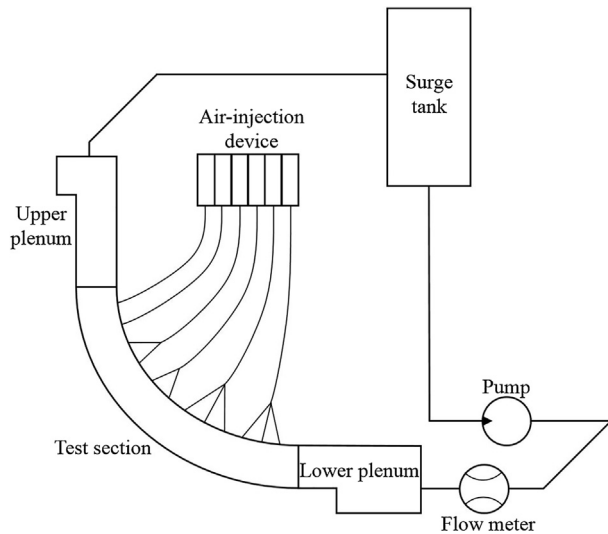 Surge
tank
Air-injection
device
Upper
plenum
Pump
Test section
Lower plenum
Flow meter